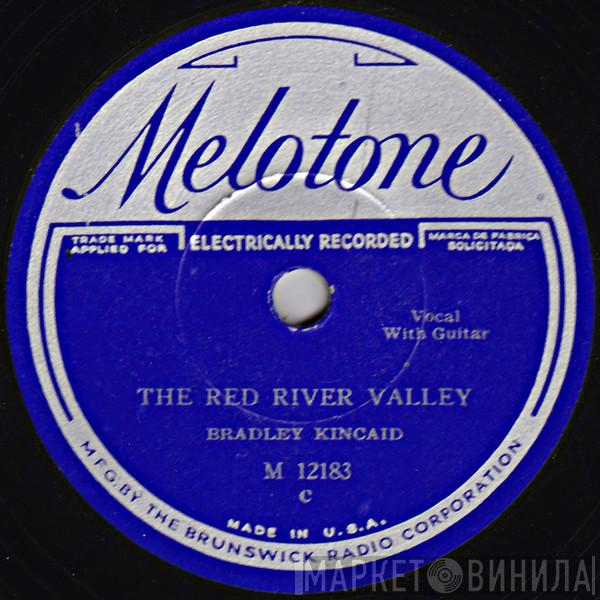 Melotone
TRADE MARK
APPLIED FOR
ELECTRICALLY RECORDED
MARCA DE FABRICA
SOLICITADA
Vocal
With Guitar
THE RED RIVER VALLEY
BRADLEY KINCAID
M 12183
C
MADE IN U.S.A.
MFG. BY THE BRUNSWICK RADIO CORPORATION
МАРКЕТ ВИНИЛА